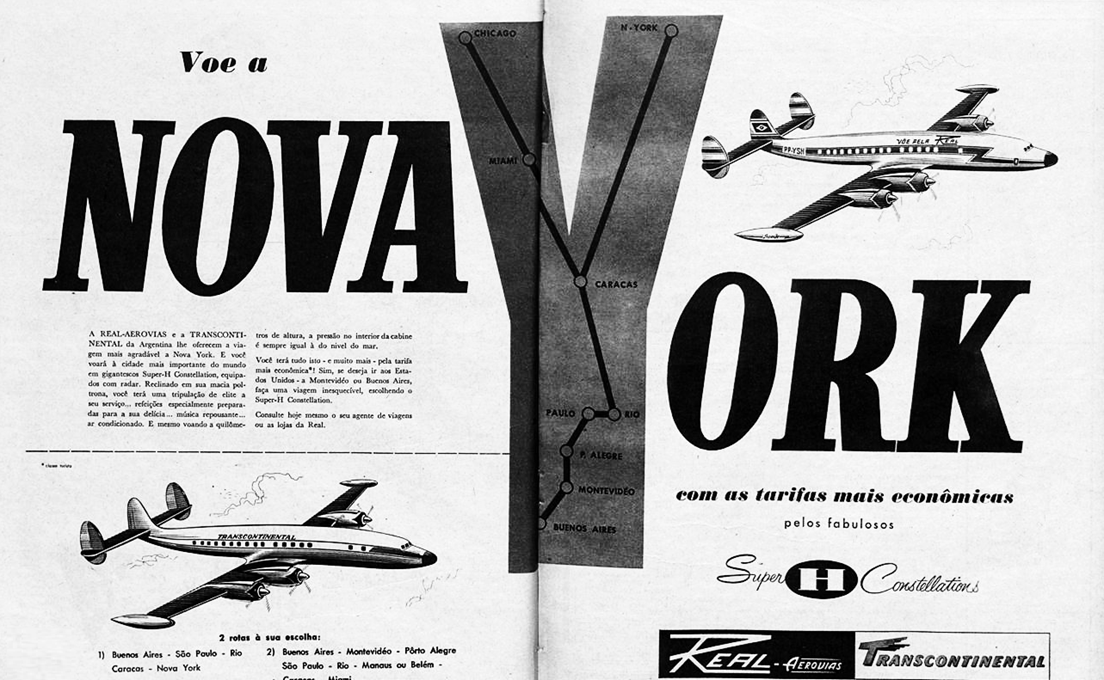 Voe a
NOVA
YORK
CHICAGO
N-YORK
MIAMI
CARACAS
PAULO
RIO
P. ALEGRE
MONTEVIDÉO
BUENOS AIRES
PP-YSH
VOE PELA REAL
A REAL-AEROVIAS e a TRANSCONTI-
NENTAL da Argentina lhe oferecem a via-
gem mais agradável a Nova York. E você
voará à cidade mais importante do mundo
em gigantescos Super-H Constellation, equipa-
dos com radar. Reclinado em sua macia pol-
trona, você terá uma tripulação de elite a
seu serviço... refeições especialmente prepara-
das para a sua delícia... música repousante...
ar condicionado. E mesmo voando a quilôme-
tros de altura, a pressão no interior da cabine
é sempre igual à do nivel do mar.
Você terá tudo isto - e muito mais - pela tarifa
mais econômica*! Sim, se deseja ir aos Esta-
dos Unidos - a Montevidéo ou Buenos Aires,
faça uma viagem inesquecível, escolhendo o
Super-H Constellation.
Consulte hoje mesmo o seu agente de viagens
ou as lojas da Real.
* classe turista
TRANSCONTINENTAL
2 rotas à sua escolha:
1) Buenos Aires - São Paulo - Rio
Caracas - Nova York
2) Buenos Aires - Montevidéo - Pôrto Alegre
São Paulo - Rio - Manaus ou Belém -
Caracas - Miami
com as tarifas mais econômicas
pelos fabulosos
Super H Constellations
REAL-AEROVIAS
TRANSCONTINENTAL